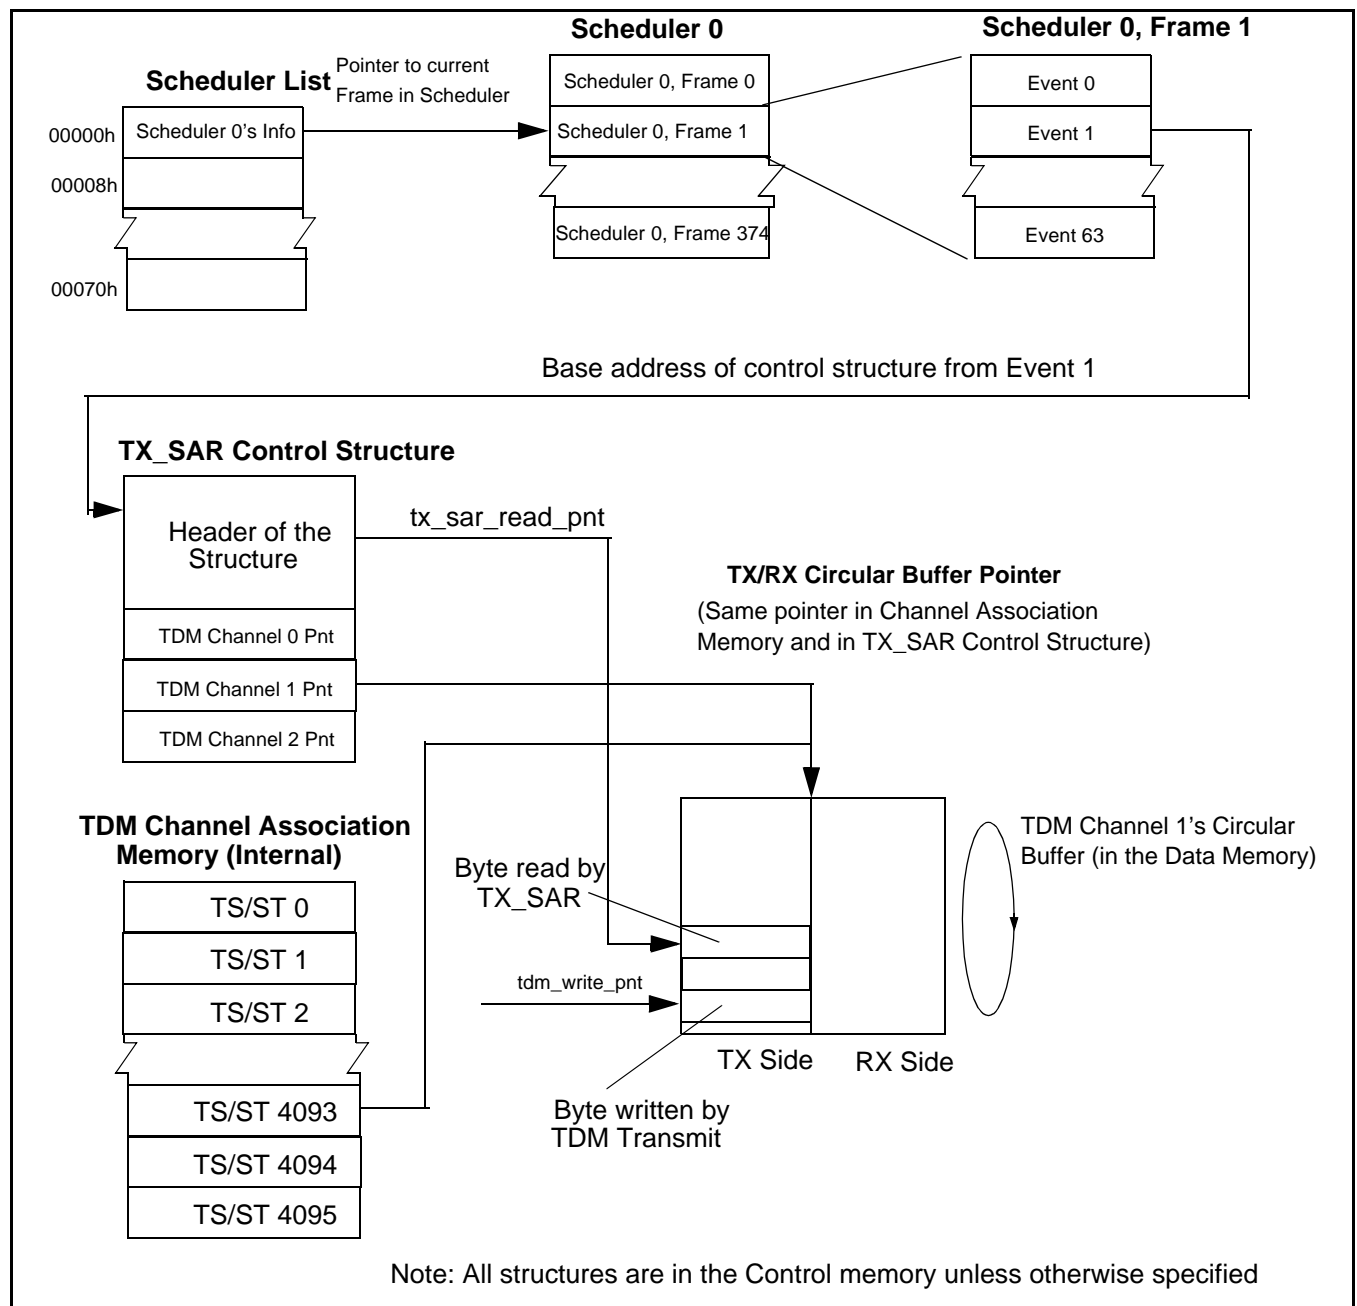 Scheduler 0
Scheduler 0, Frame 1
Scheduler List
Pointer to current
Frame in Scheduler
Scheduler 0, Frame 0
Event 0
00000h
Scheduler 0's Info
Scheduler 0, Frame 1
Event 1
00008h
Scheduler 0, Frame 374
Event 63
00070h
Base address of control structure from Event 1
TX_SAR Control Structure
Header of the
Structure
tx_sar_read_pnt
TX/RX Circular Buffer Pointer
(Same pointer in Channel Association
Memory and in TX_SAR Control Structure)
TDM Channel 0 Pnt
TDM Channel 1 Pnt
TDM Channel 2 Pnt
TDM Channel Association
Memory (Internal)
TDM Channel 1's Circular
Buffer (in the Data Memory)
Byte read by
TX_SAR
TS/ST 0
TS/ST 1
TS/ST 2
tdm_write_pnt
TX Side
RX Side
TS/ST 4093
Byte written by
TDM Transmit
TS/ST 4094
TS/ST 4095
Note: All structures are in the Control memory unless otherwise specified